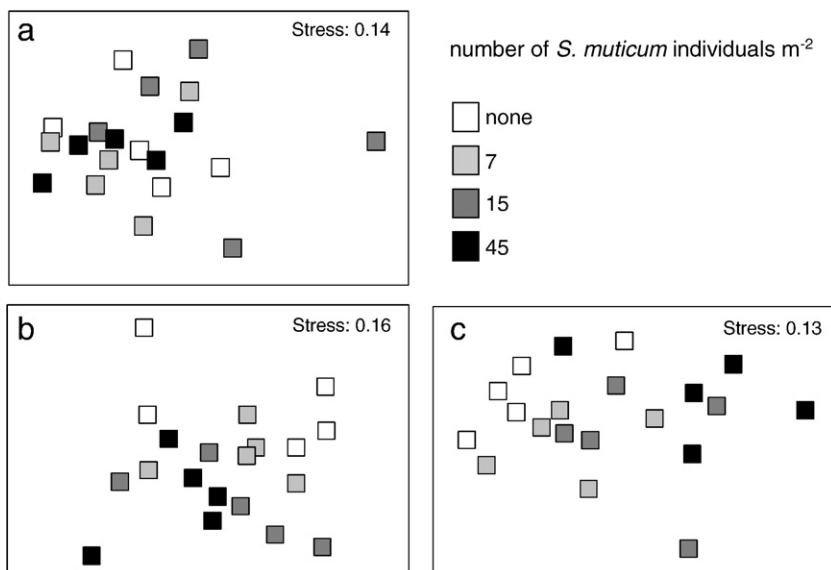 a
Stress: 0.14
number of S. muticum individuals m-2
none
7
15
45
b
Stress: 0.16
c
Stress: 0.13